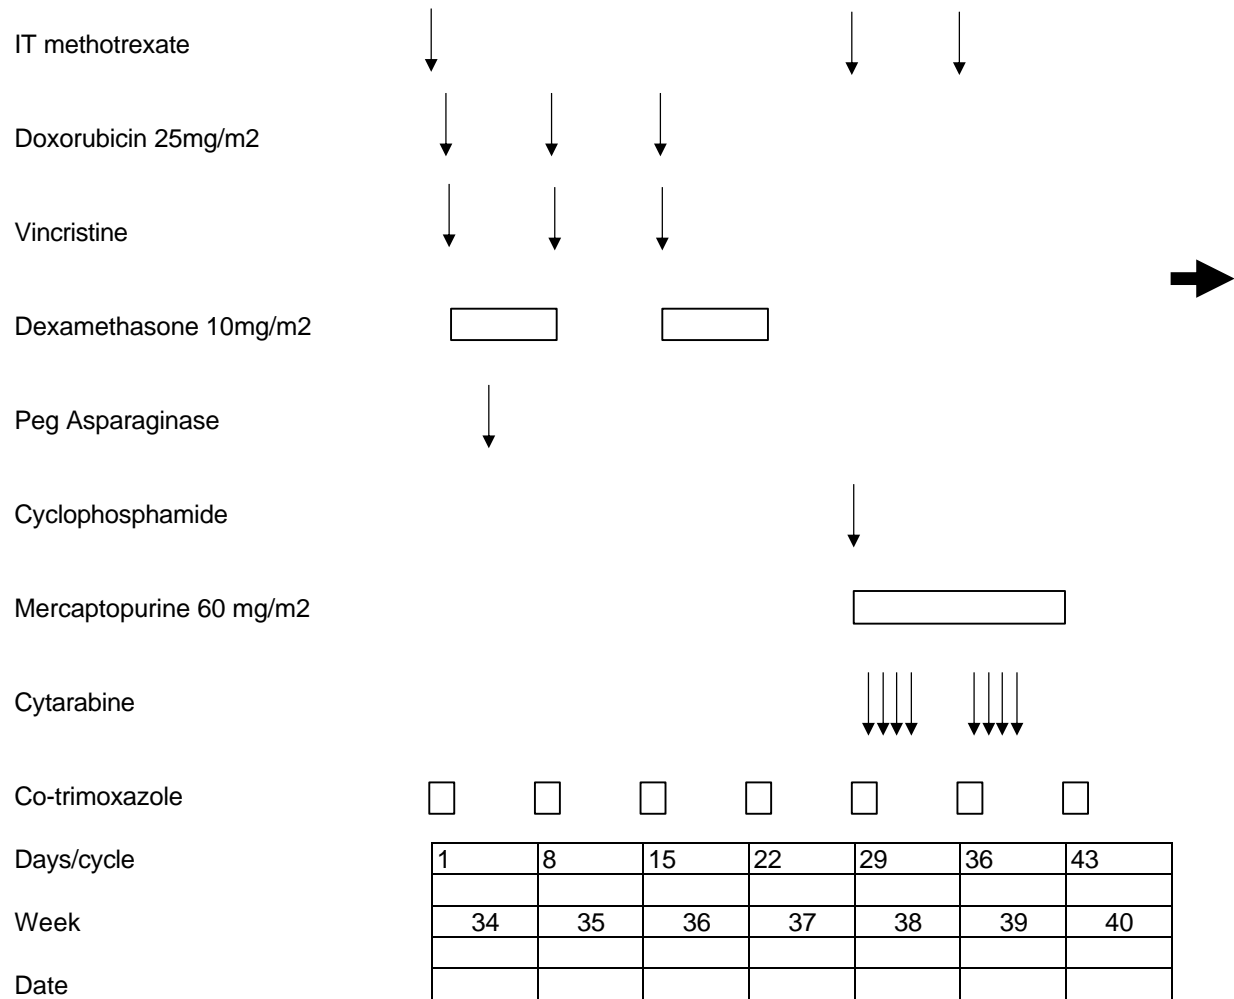 IT methotrexate
Doxorubicin 25mg/m2
Vincristine
Dexamethasone 10mg/m2
Peg Asparaginase
Cyclophosphamide
Mercaptopurine 60 mg/m2
Cytarabine
Co-trimoxazole
Days/cycle 1 8 15 22 29 36 43
Week 34 35 36 37 38 39 40
Date